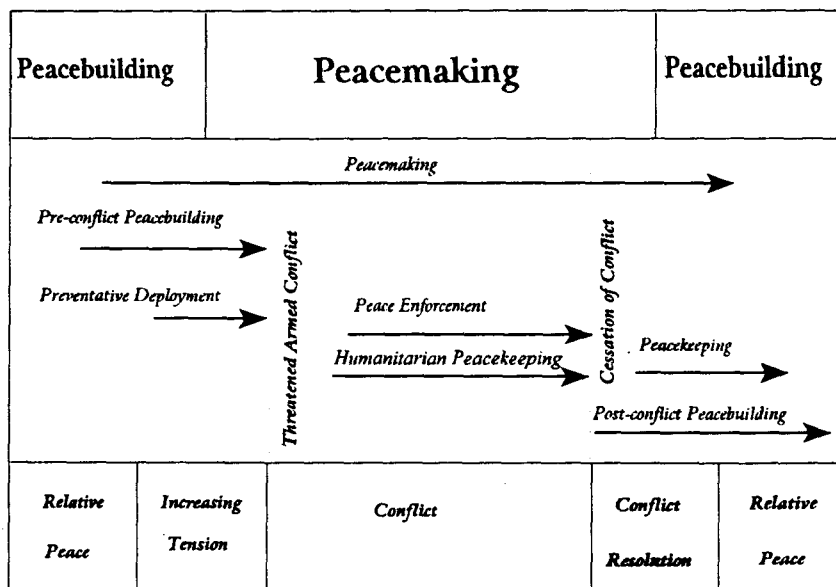 Peacebuilding
Peacemaking
Peacebuilding
Peacemaking
Pre-conflict Peacebuilding
Preventative Deployment
Threatened Armed Conflict
Peace Enforcement
Humanitarian Peacekeeping
Cessation of Conflict
Peacekeeping
Post-conflict Peacebuilding
Relative
Peace
Increasing
Tension
Conflict
Conflict
Resolution
Relative
Peace